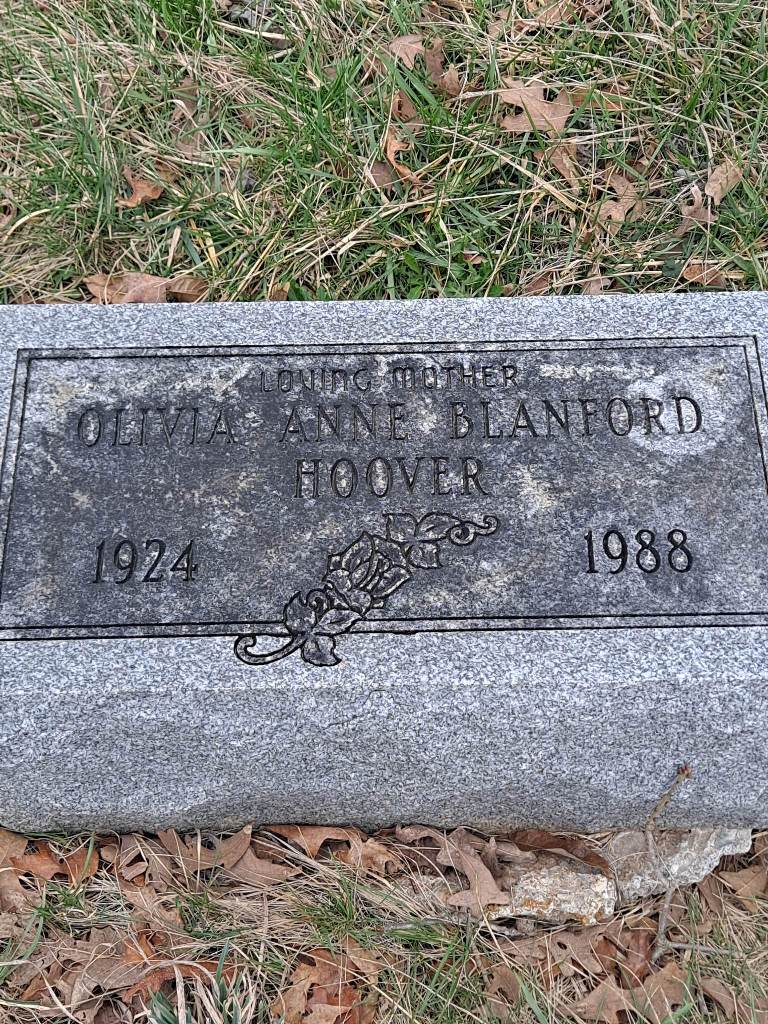 LOVING MOTHER
OLIVIA ANNE BLANFORD
HOOVER
1924 1988